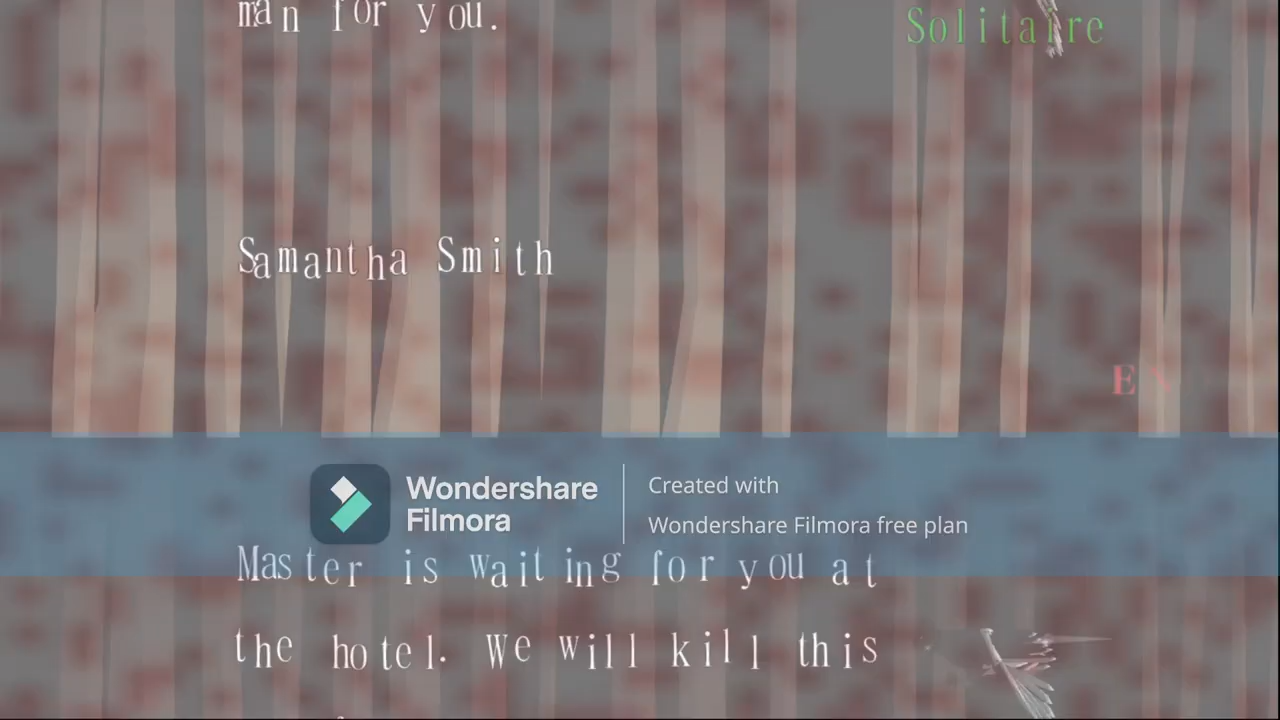 man for you.
Solitaire
Samantha Smith
Wondershare
Filmora
Created with
Wondershare Filmora free plan
Master is waiting for you at
the hotel. We will kill this